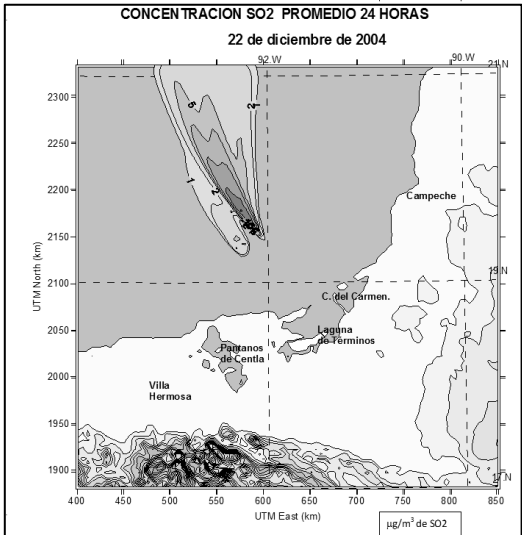 CONCENTRACION SO2 PROMEDIO 24 HORAS
22 de diciembre de 2004
92.W
90.W
21 N
2300
2250
2200
2150
2100
2050
2000
1950
1900
UTM North (km)
5
2
1
1
2
Campeche
19 N
C. del Carmen.
Laguna
de Términos
Pantanos
de Centla
Villa
Hermosa
17 N
400
450
500
550
600
650
700
750
800
850
UTM East (km)
µg/m³ de SO2